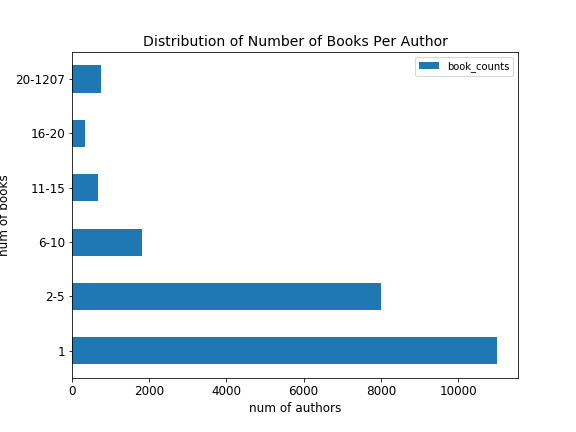 Distribution of Number of Books Per Author
book_counts
20-1207
16-20
11-15
6-10
2-5
1
num of books
0 2000 4000 6000 8000 10000
num of authors